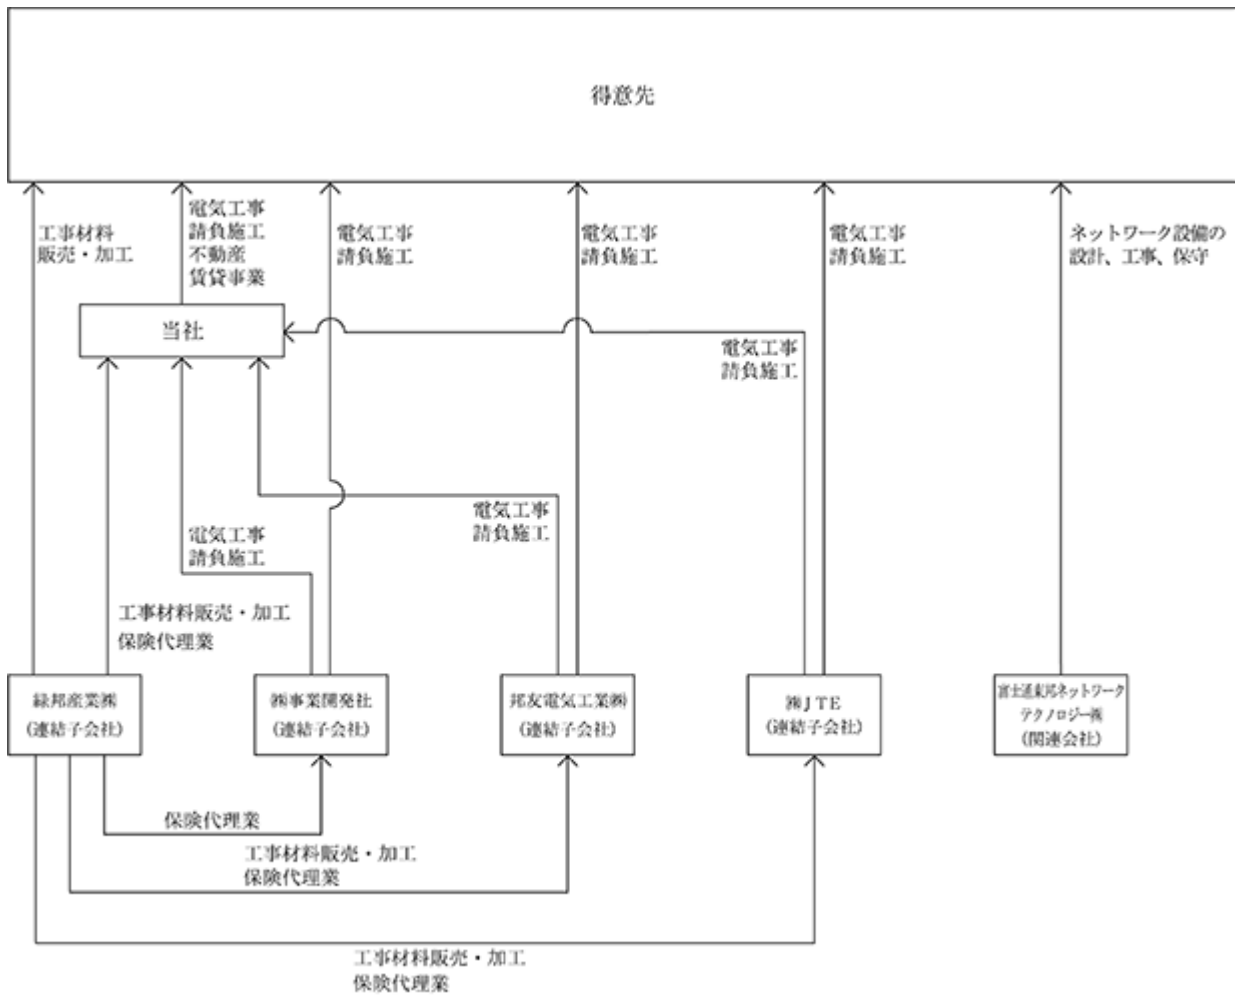 得意先
工事材料
販売・加工
電気工事
請負施工
不動産
賃貸事業
電気工事
請負施工
電気工事
請負施工
電気工事
請負施工
ネットワーク設備の
設計、工事、保守
当社
電気工事
請負施工
電気工事
請負施工
電気工事
請負施工
工事材料販売・加工
保険代理業
緑邦産業㈱
(連結子会社)
㈱事業開発社
(連結子会社)
邦友電気工業㈱
(連結子会社)
㈱JTE
(連結子会社)
富士通東邦ネットワーク
テクノロジー㈱
(関連会社)
保険代理業
工事材料販売・加工
保険代理業
工事材料販売・加工
保険代理業